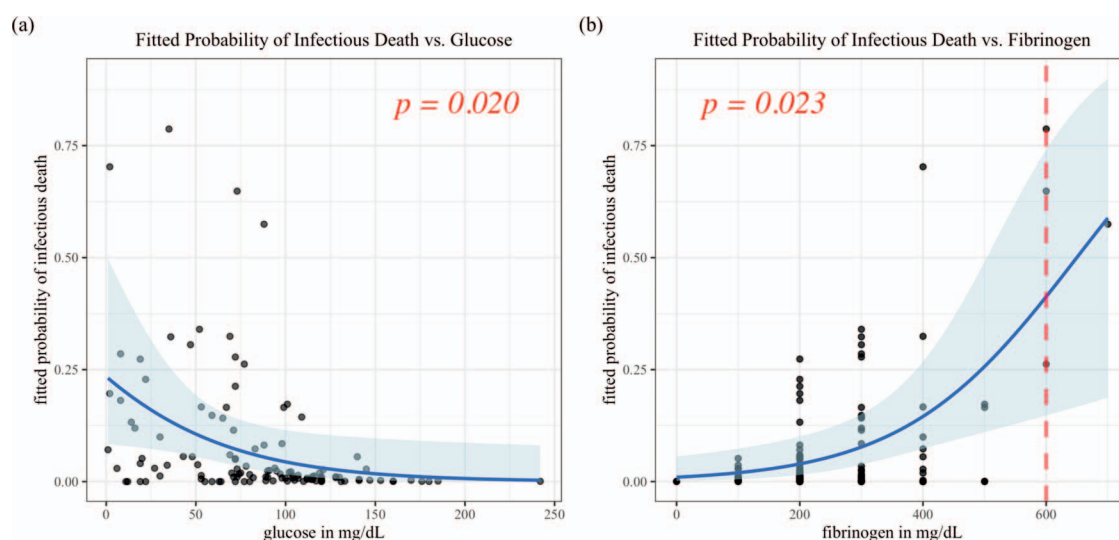 (a)
Fitted Probability of Infectious Death vs. Glucose
p = 0.020
fitted probability of infectious death
0.75
0.50
0.25
0.00
0
50
100
150
200
250
glucose in mg/dL
(b)
Fitted Probability of Infectious Death vs. Fibrinogen
p = 0.023
fitted probability of infectious death
0.75
0.50
0.25
0.00
0
200
400
600
fibrinogen in mg/dL